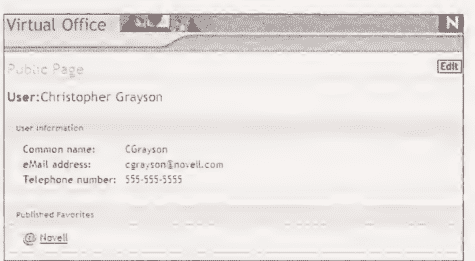 Virtual Office
N
Public Page
Edit
User:Christopher Grayson
User Information
Common name: CGrayson
eMail address: cgrayson@novell.com
Telephone number: 555-555-5555
Published Favorites
@ Novell